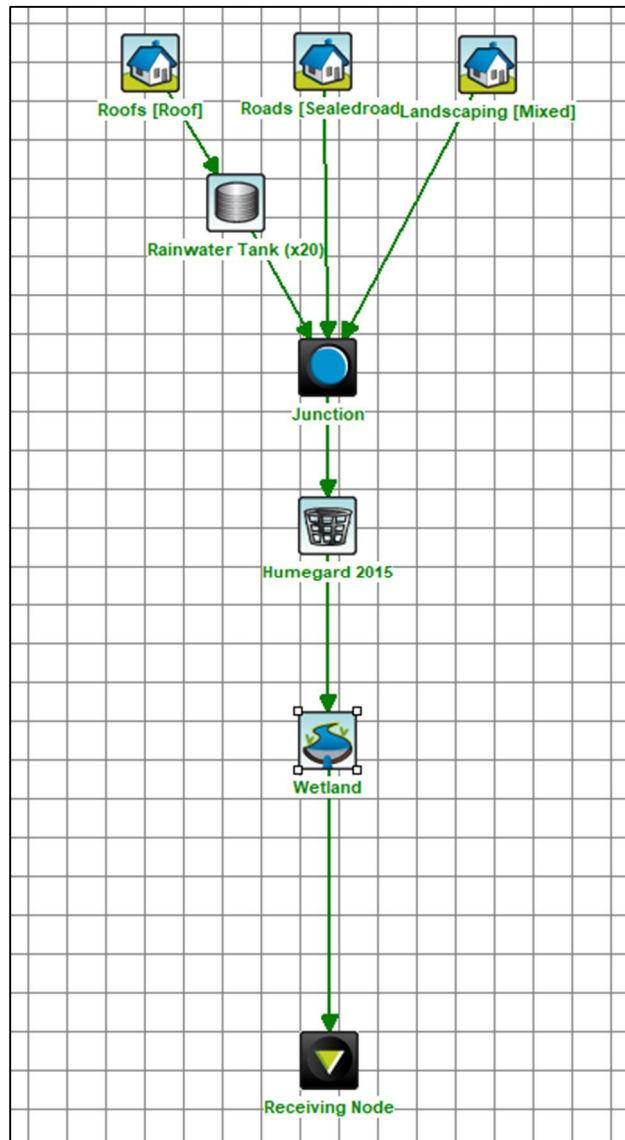 Roofs [Roof]
Roads [Sealedroad
Landscaping [Mixed]
Rainwater Tank (x20)
Junction
Humegard 2015
Wetland
Receiving Node